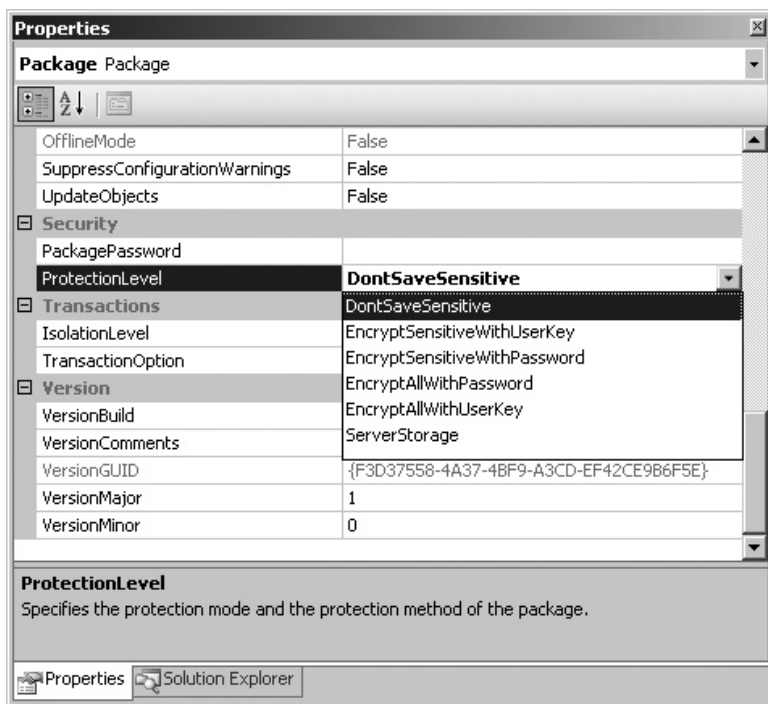 Properties
Package Package
OfflineMode False
SuppressConfigurationWarnings False
UpdateObjects False
Security
PackagePassword
ProtectionLevel DontSaveSensitive
Transactions DontSaveSensitive
IsolationLevel EncryptSensitiveWithUserKey
TransactionOption EncryptSensitiveWithPassword
Version EncryptAllWithPassword
VersionBuild EncryptAllWithUserKey
VersionComments ServerStorage
VersionGUID {F3D37558-4A37-4BF9-A3CD-EF42CE9B6F5E}
VersionMajor 1
VersionMinor 0
ProtectionLevel
Specifies the protection mode and the protection method of the package.
Properties Solution Explorer